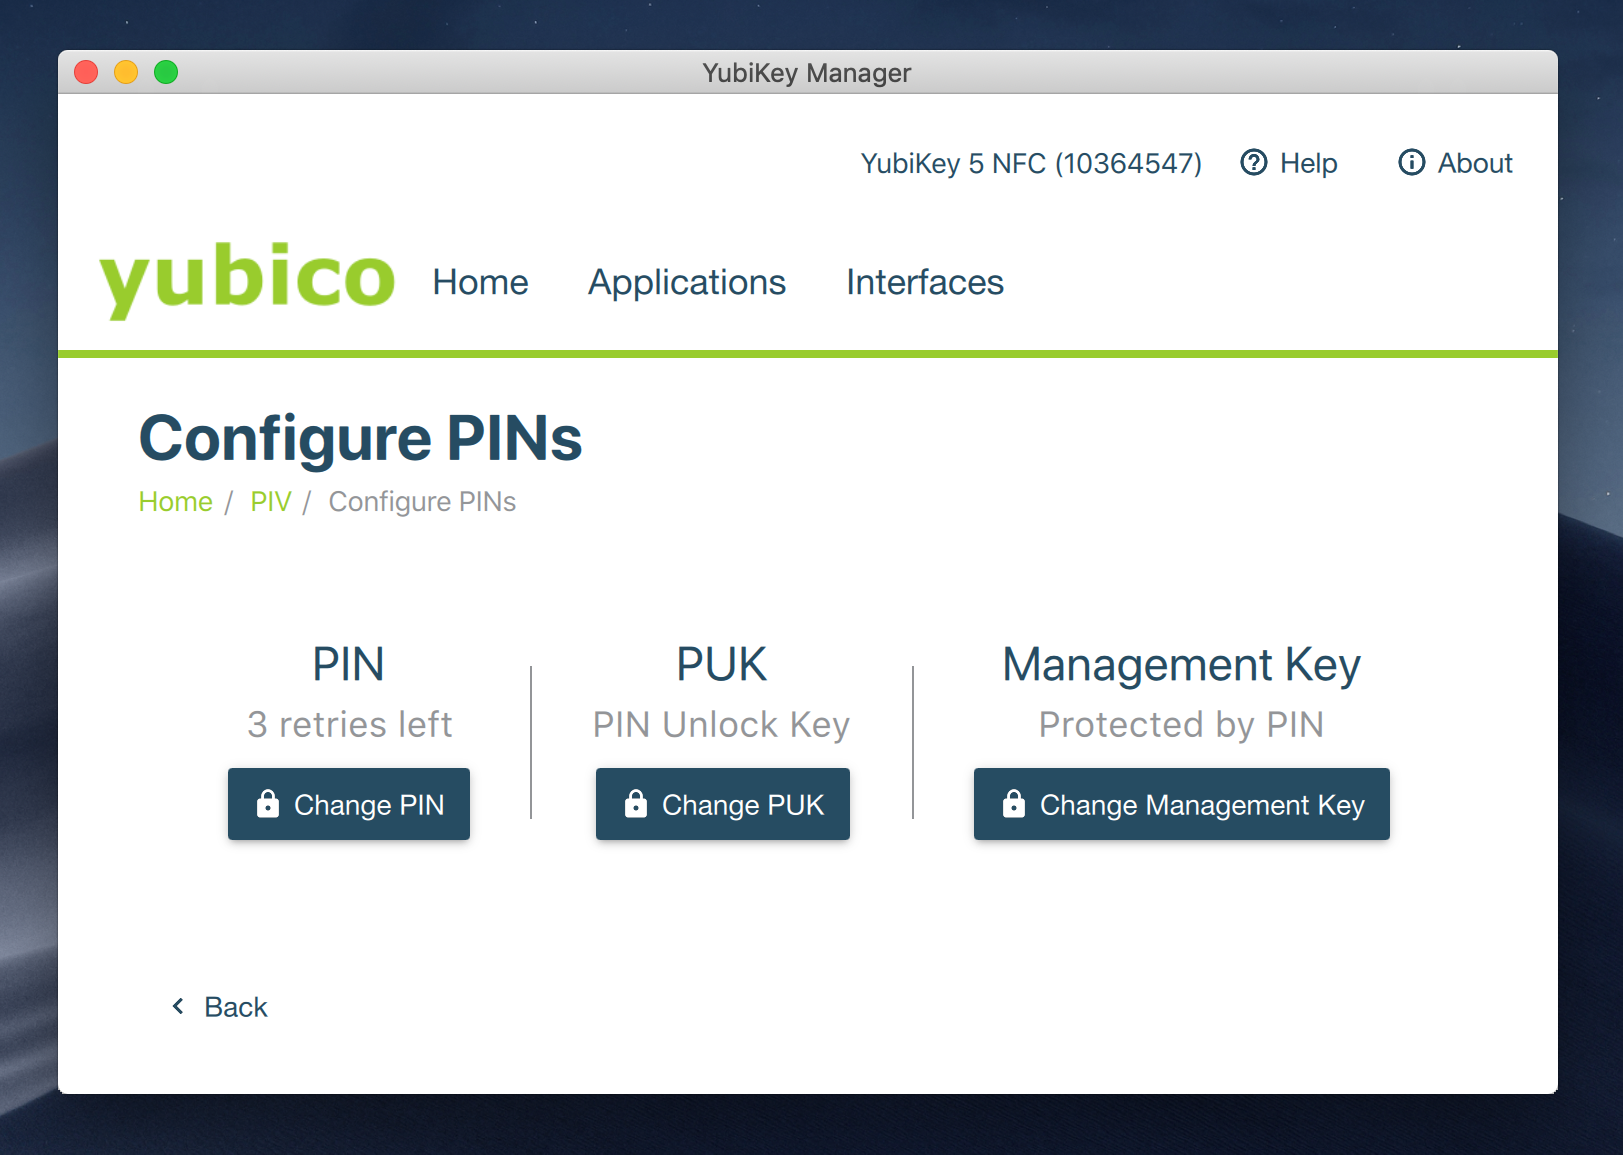 YubiKey Manager
YubiKey 5 NFC (10364547) Help About
yubico Home Applications Interfaces
Configure PINs
Home / PIV / Configure PINs
PIN PUK Management Key
3 retries left PIN Unlock Key Protected by PIN
Change PIN Change PUK Change Management Key
Back